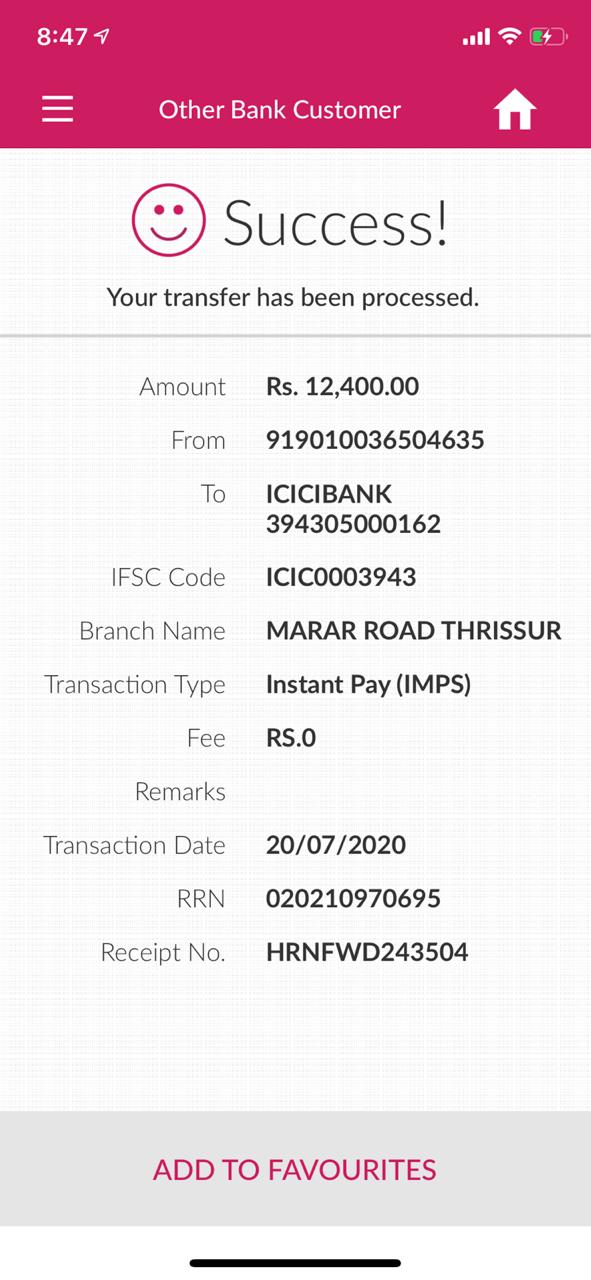 8:47
Other Bank Customer
Success!
Your transfer has been processed.
Amount Rs. 12,400.00
From 919010036504635
To ICICIBANK
394305000162
IFSC Code ICIC0003943
Branch Name MARAR ROAD THRISSUR
Transaction Type Instant Pay (IMPS)
Fee RS.0
Remarks
Transaction Date 20/07/2020
RRN 020210970695
Receipt No. HRNFWD243504
ADD TO FAVOURITES